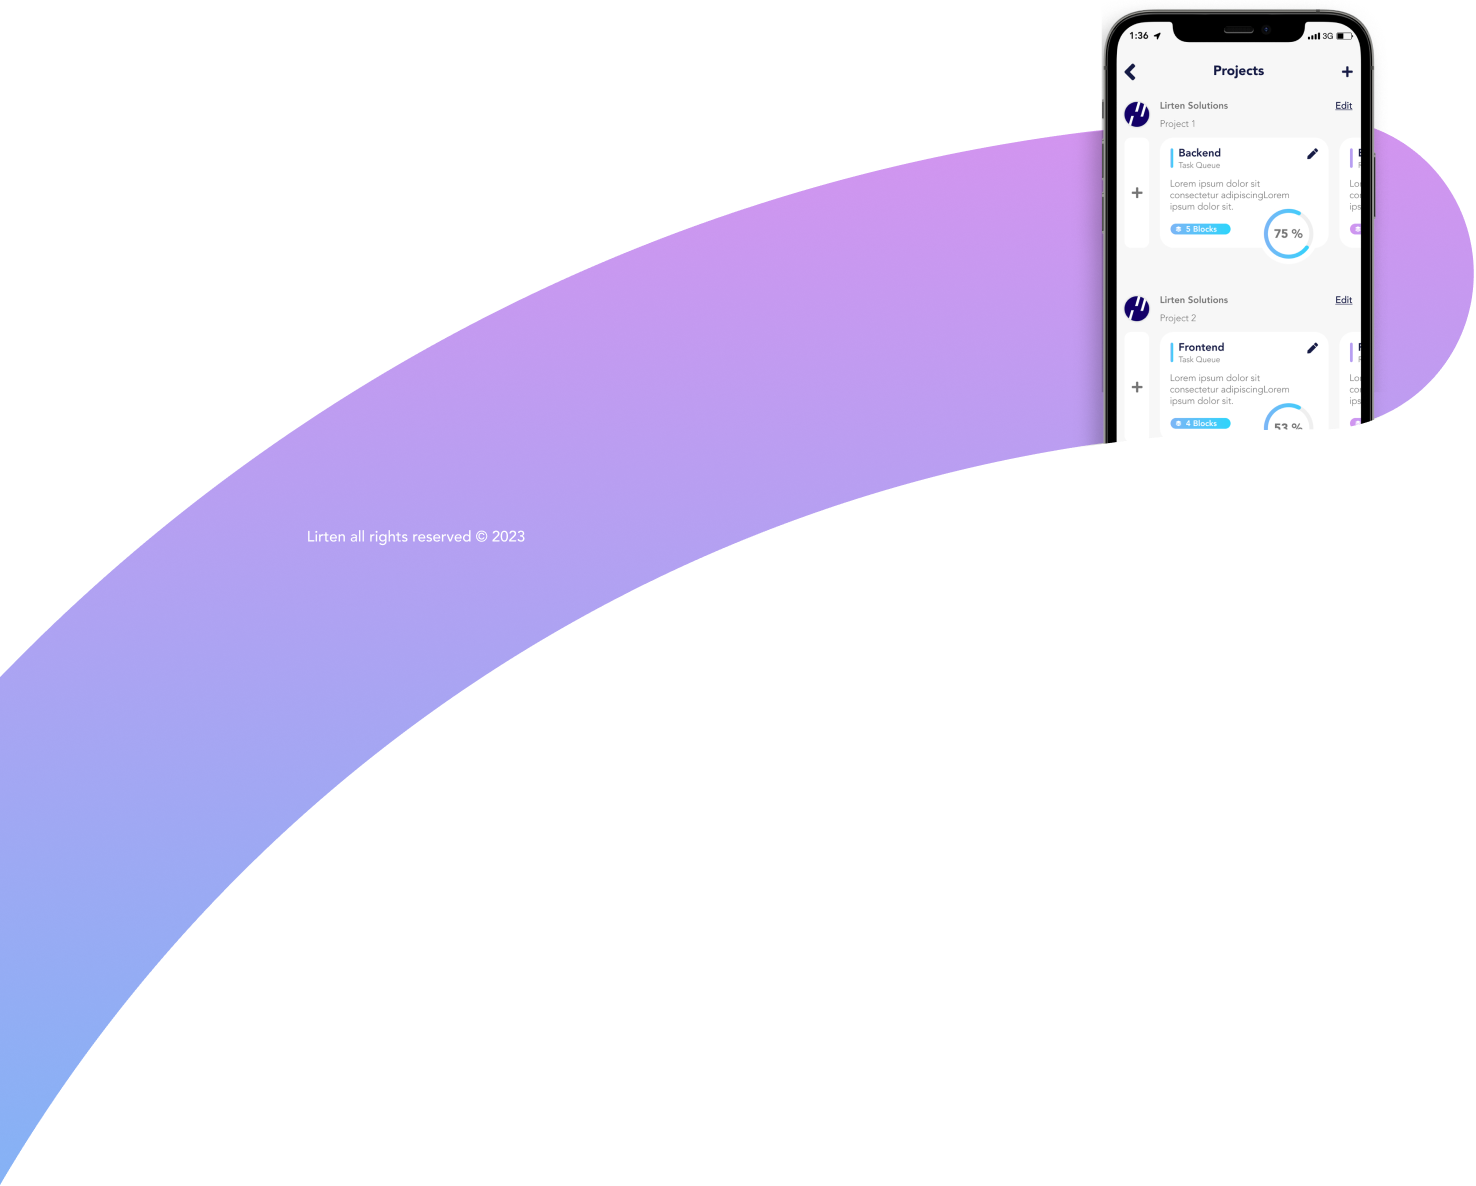 1:36 3G
Projects
Lirten Solutions Edit
Project 1
Backend
Task Queue
Lorem ipsum dolor sit
consectetur adipiscingLorem
ipsum dolor sit.
5 Blocks
75 %
Lirten Solutions Edit
Project 2
Frontend
Task Queue
Lorem ipsum dolor sit
consectetur adipiscingLorem
ipsum dolor sit.
4 Blocks
53 %
Lirten all rights reserved © 2023